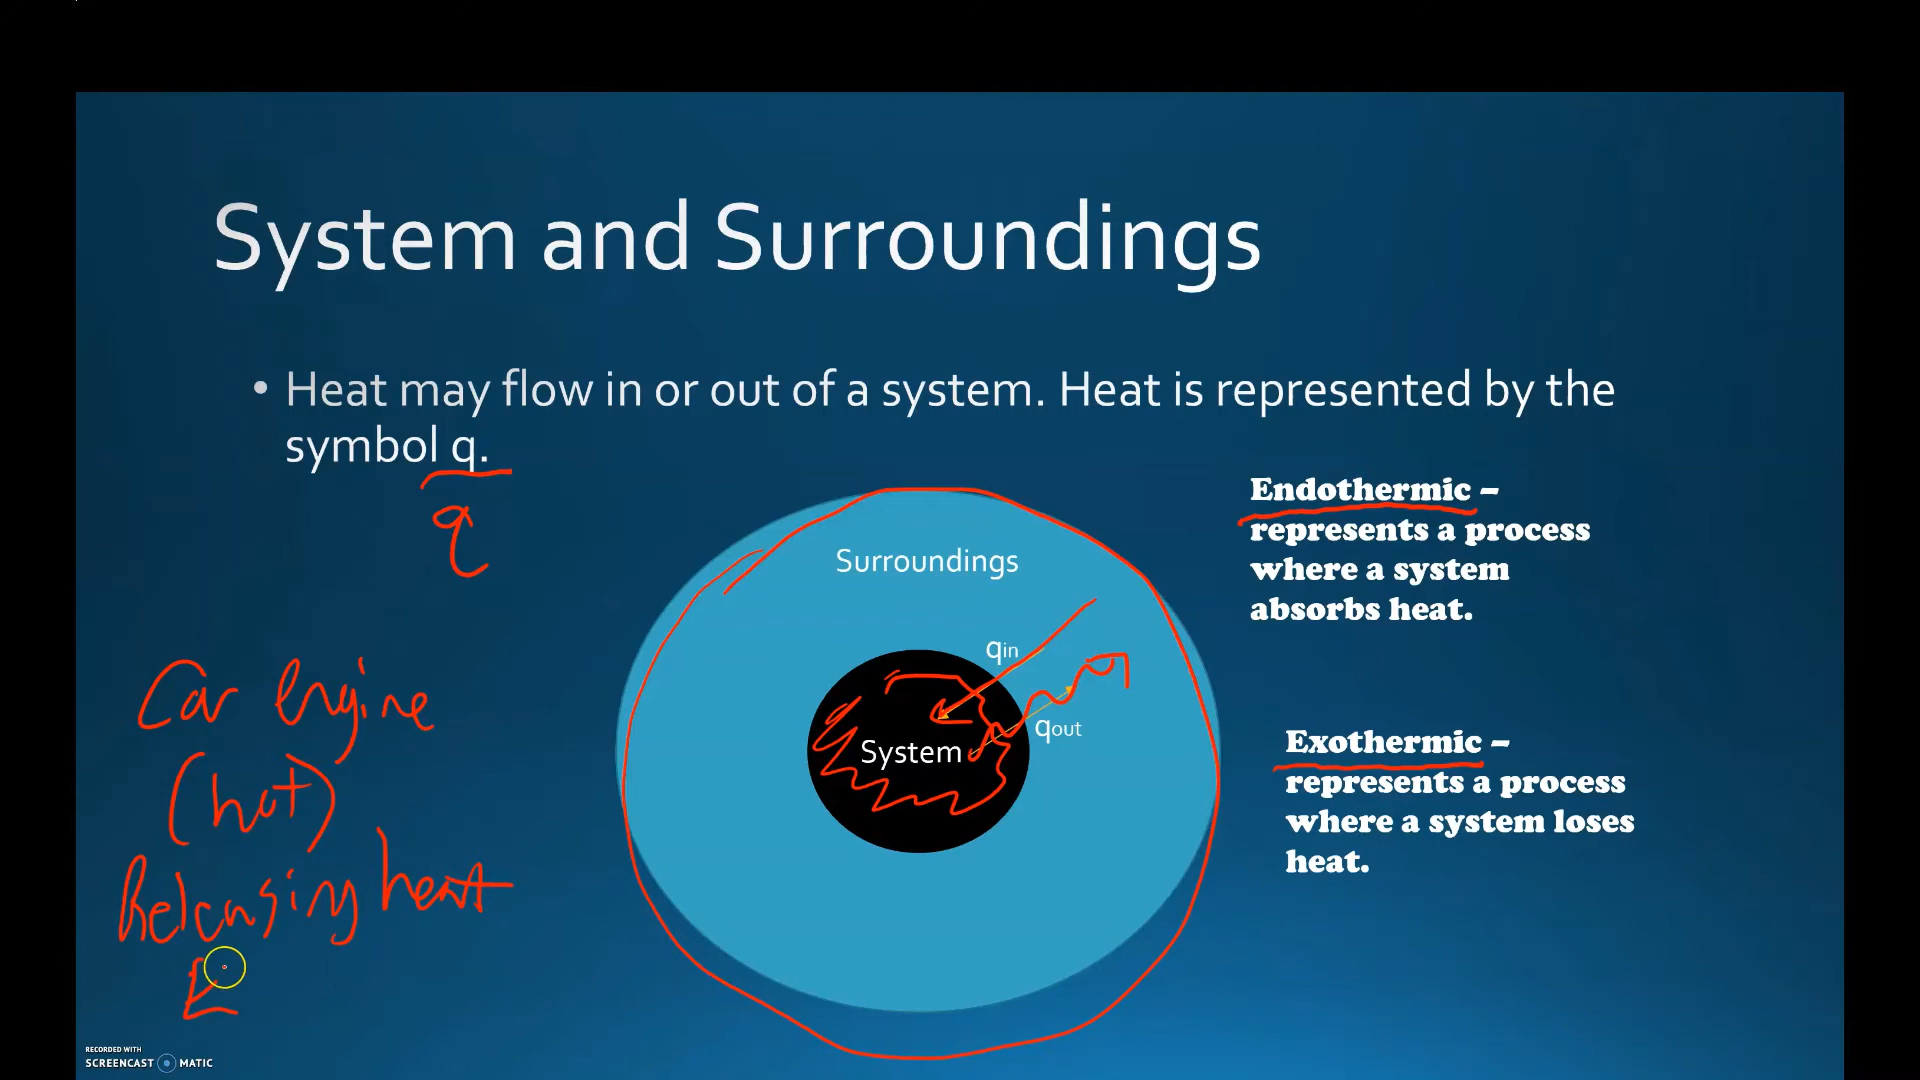 System and Surroundings
• Heat may flow in or out of a system. Heat is represented by the
symbol q.
q
Surroundings
qin
qout
System
Endothermic –
represents a process
where a system
absorbs heat.
Exothermic –
represents a process
where a system loses
heat.
Car engine
(hot)
Releasing heat
E
RECORDED WITH
SCREENCAST MATIC